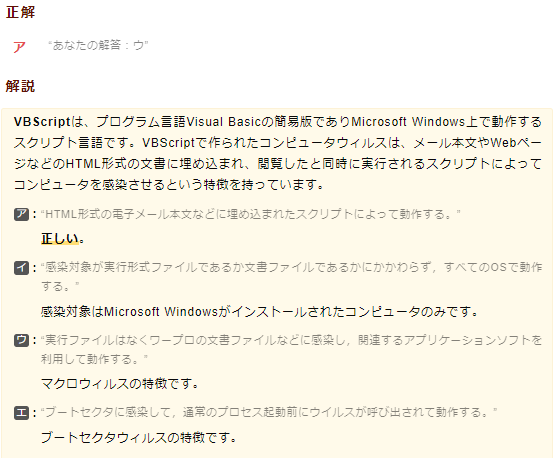 正解
ア “あなたの解答：ウ”
解説
VBScriptは、プログラム言語Visual Basicの簡易版でありMicrosoft Windows上で動作する
スクリプト言語です。VBScriptで作られたコンピュータウィルスは、メール本文やWebペー
ジなどのHTML形式の文書に埋め込まれ、閲覧したと同時に実行されるスクリプトによって
コンピュータを感染させるという特徴を持っています。
ア：“HTML形式の電子メール本文などに埋め込まれたスクリプトによって動作する。”
正しい。
イ：“感染対象が実行形式ファイルであるか文書ファイルであるかにかかわらず，すべてのOSで動作
する。”
感染対象はMicrosoft Windowsがインストールされたコンピュータのみです。
ウ：“実行ファイルはなくワープロの文書ファイルなどに感染し，関連するアプリケーションソフトを
利用して動作する。”
マクロウィルスの特徴です。
エ：“ブートセクタに感染して，通常のプロセス起動前にウイルスが呼び出されて動作する。”
ブートセクタウィルスの特徴です。